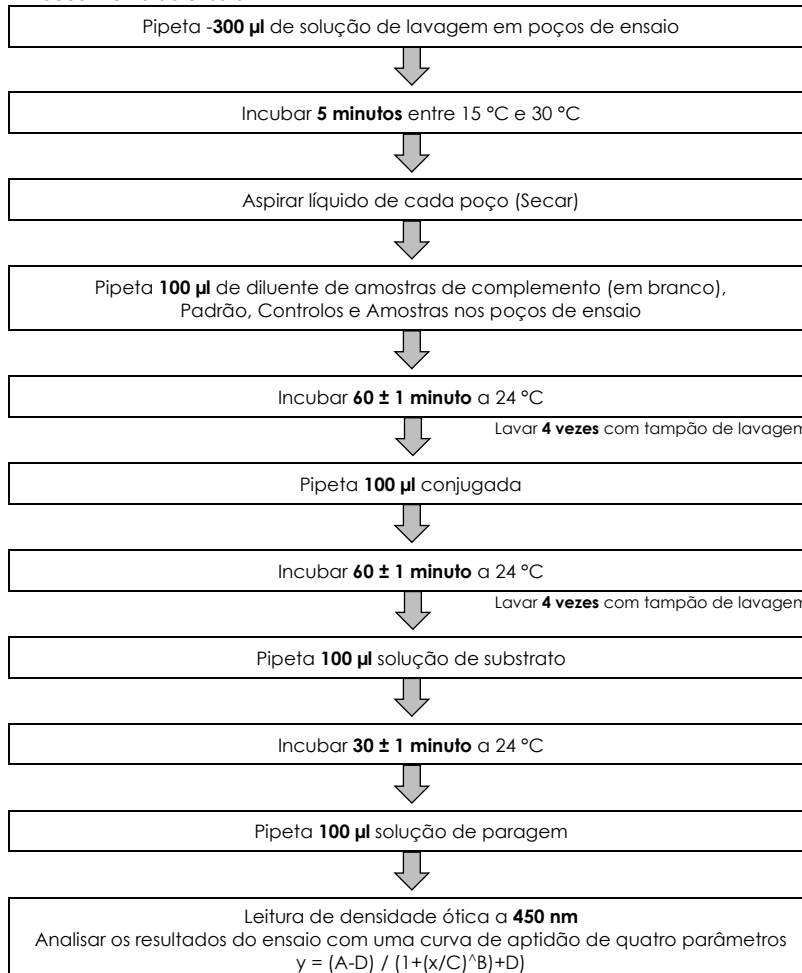 Pipeta -300 µl de solução de lavagem em poços de ensaio
Incubar 5 minutos entre 15 °C e 30 °C
Aspirar líquido de cada poço (Secar)
Pipeta 100 µl de diluente de amostras de complemento (em branco),
Padrão, Controlos e Amostras nos poços de ensaio
Incubar 60 ± 1 minuto a 24 °C
Lavar 4 vezes com tampão de lavagem
Pipeta 100 µl conjugada
Incubar 60 ± 1 minuto a 24 °C
Lavar 4 vezes com tampão de lavagem
Pipeta 100 µl solução de substrato
Incubar 30 ± 1 minuto a 24 °C
Pipeta 100 µl solução de paragem
Leitura de densidade ótica a 450 nm
Analisar os resultados do ensaio com uma curva de aptidão de quatro parâmetros
y = (A-D) / (1+(x/C)^B)+D)